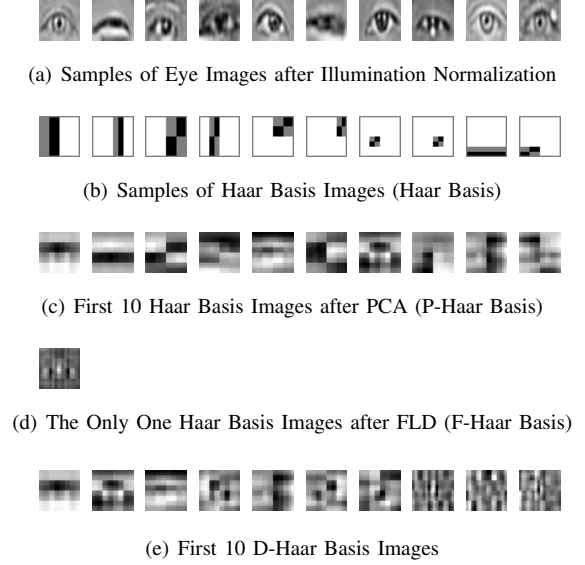 (a) Samples of Eye Images after Illumination Normalization
(b) Samples of Haar Basis Images (Haar Basis)
(c) First 10 Haar Basis Images after PCA (P-Haar Basis)
(d) The Only One Haar Basis Images after FLD (F-Haar Basis)
(e) First 10 D-Haar Basis Images